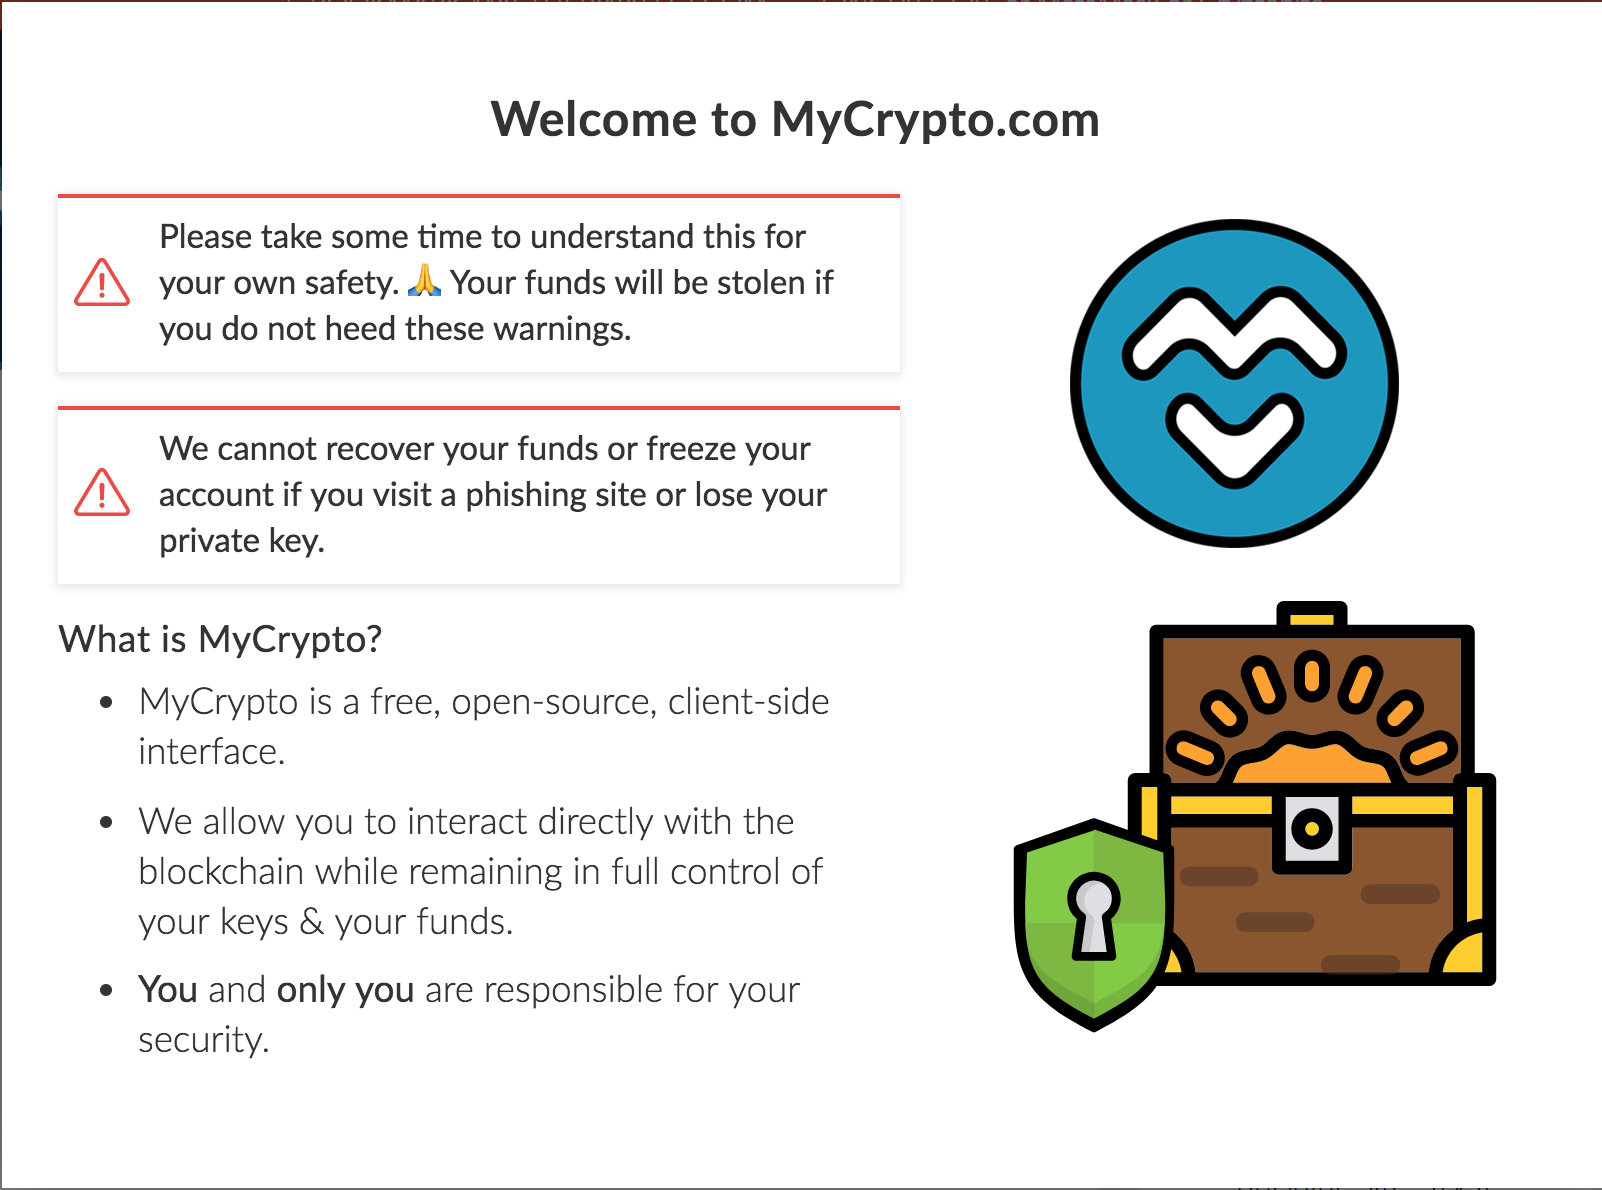 Welcome to MyCrypto.com
Please take some time to understand this for
your own safety. 🙏 Your funds will be stolen if
you do not heed these warnings.
We cannot recover your funds or freeze your
account if you visit a phishing site or lose your
private key.
What is MyCrypto?
• MyCrypto is a free, open-source, client-side
interface.
• We allow you to interact directly with the
blockchain while remaining in full control of
your keys & your funds.
• You and only you are responsible for your
security.